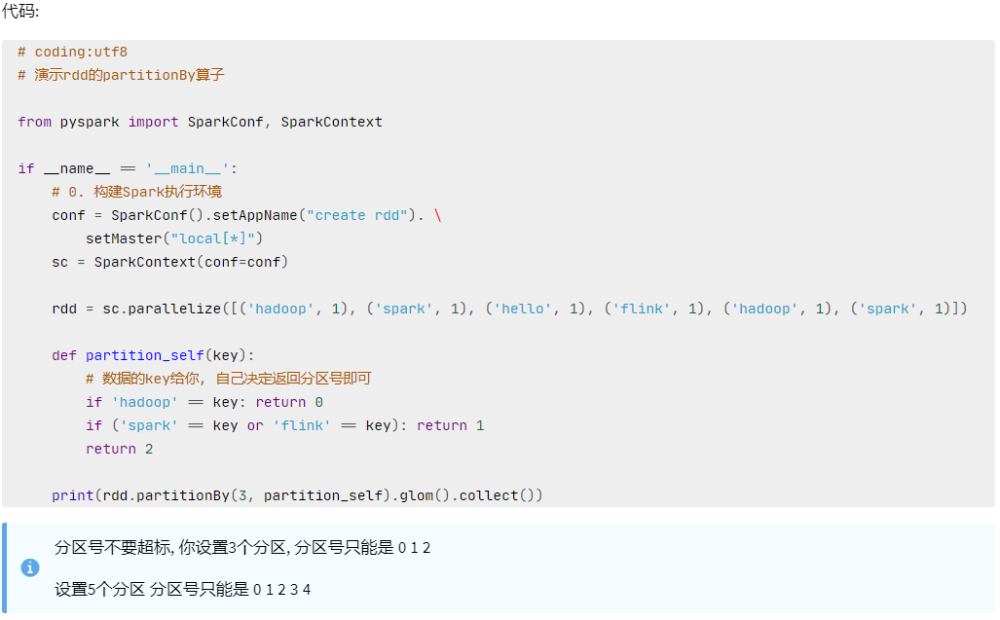 代码:
# coding:utf8
# 演示rdd的partitionBy算子
from pyspark import SparkConf, SparkContext
if __name__ == '__main__':
    # 0. 构建Spark执行环境
    conf = SparkConf().setAppName("create rdd"). \
        setMaster("local[*]")
    sc = SparkContext(conf=conf)
    rdd = sc.parallelize([('hadoop', 1), ('spark', 1), ('hello', 1), ('flink', 1), ('hadoop', 1), ('spark', 1)])
    def partition_self(key):
        # 数据的key给你, 自己决定返回分区号即可
        if 'hadoop' == key: return 0
        if ('spark' == key or 'flink' == key): return 1
        return 2
    print(rdd.partitionBy(3, partition_self).glom().collect())
分区号不要超标, 你设置3个分区, 分区号只能是 0 1 2
设置5个分区 分区号只能是 0 1 2 3 4